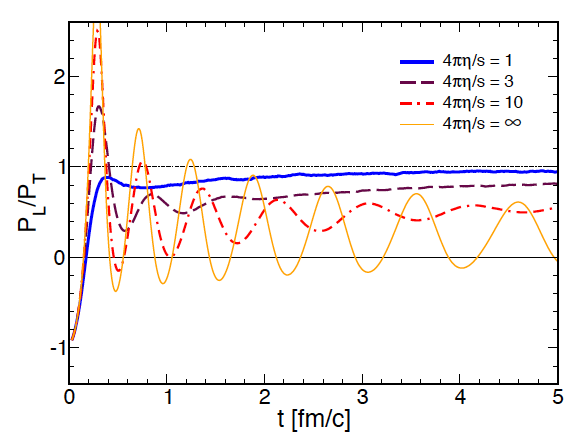 4πη/s = 1
4πη/s = 3
4πη/s = 10
4πη/s = ∞
P_L/P_T
2
1
0
-1
0 1 2 3 4 5
t [fm/c]